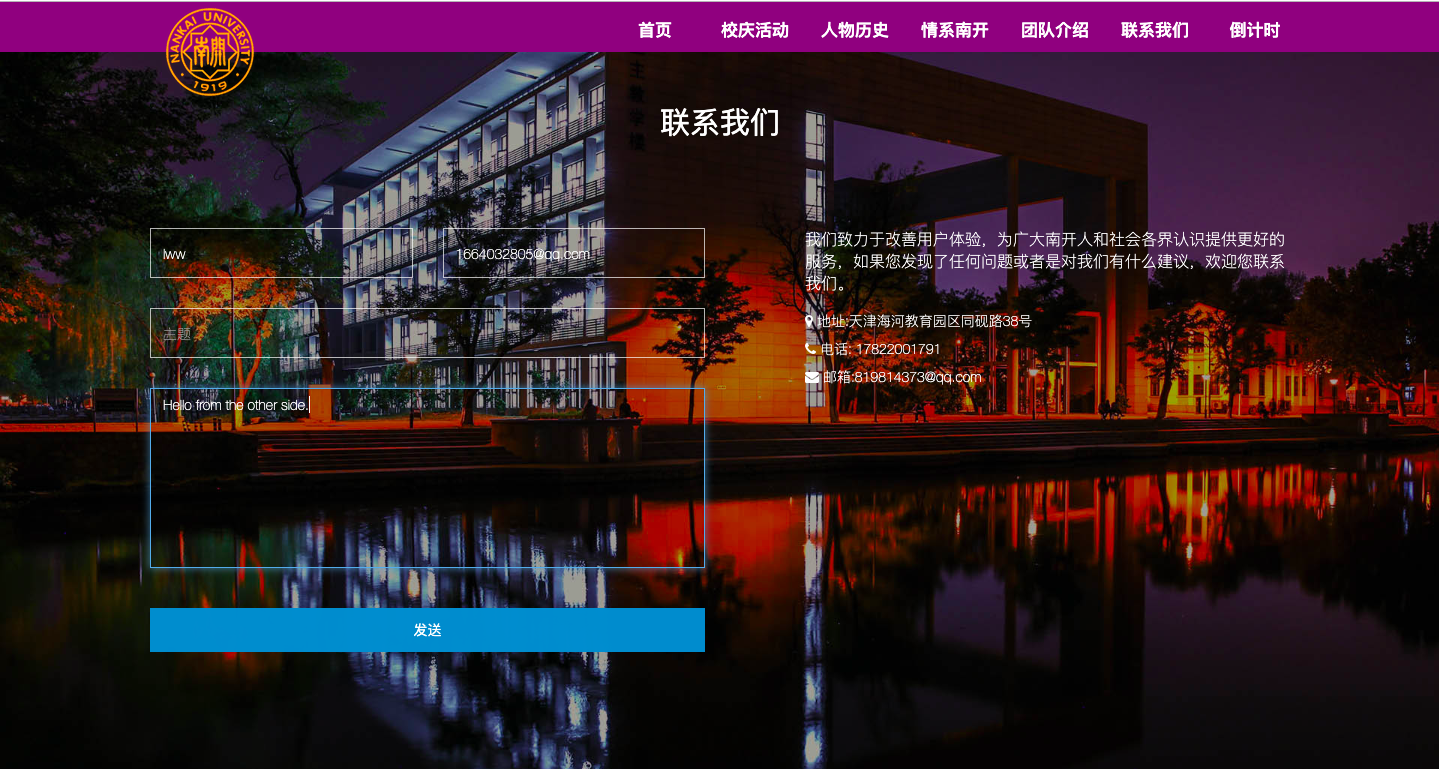 NANKAI UNIVERSITY
南開
1919
首页 校庆活动 人物历史 情系南开 团队介绍 联系我们 倒计时
主教学楼
联系我们
lww
1664032805@qq.com
主题
Hello from the other side.
发送
我们致力于改善用户体验，为广大南开人和社会各界认识提供更好的
服务，如果您发现了任何问题或者是对我们有什么建议，欢迎您联系
我们。
地址:天津海河教育园区同砚路38号
电话: 17822001791
邮箱:819814373@qq.com